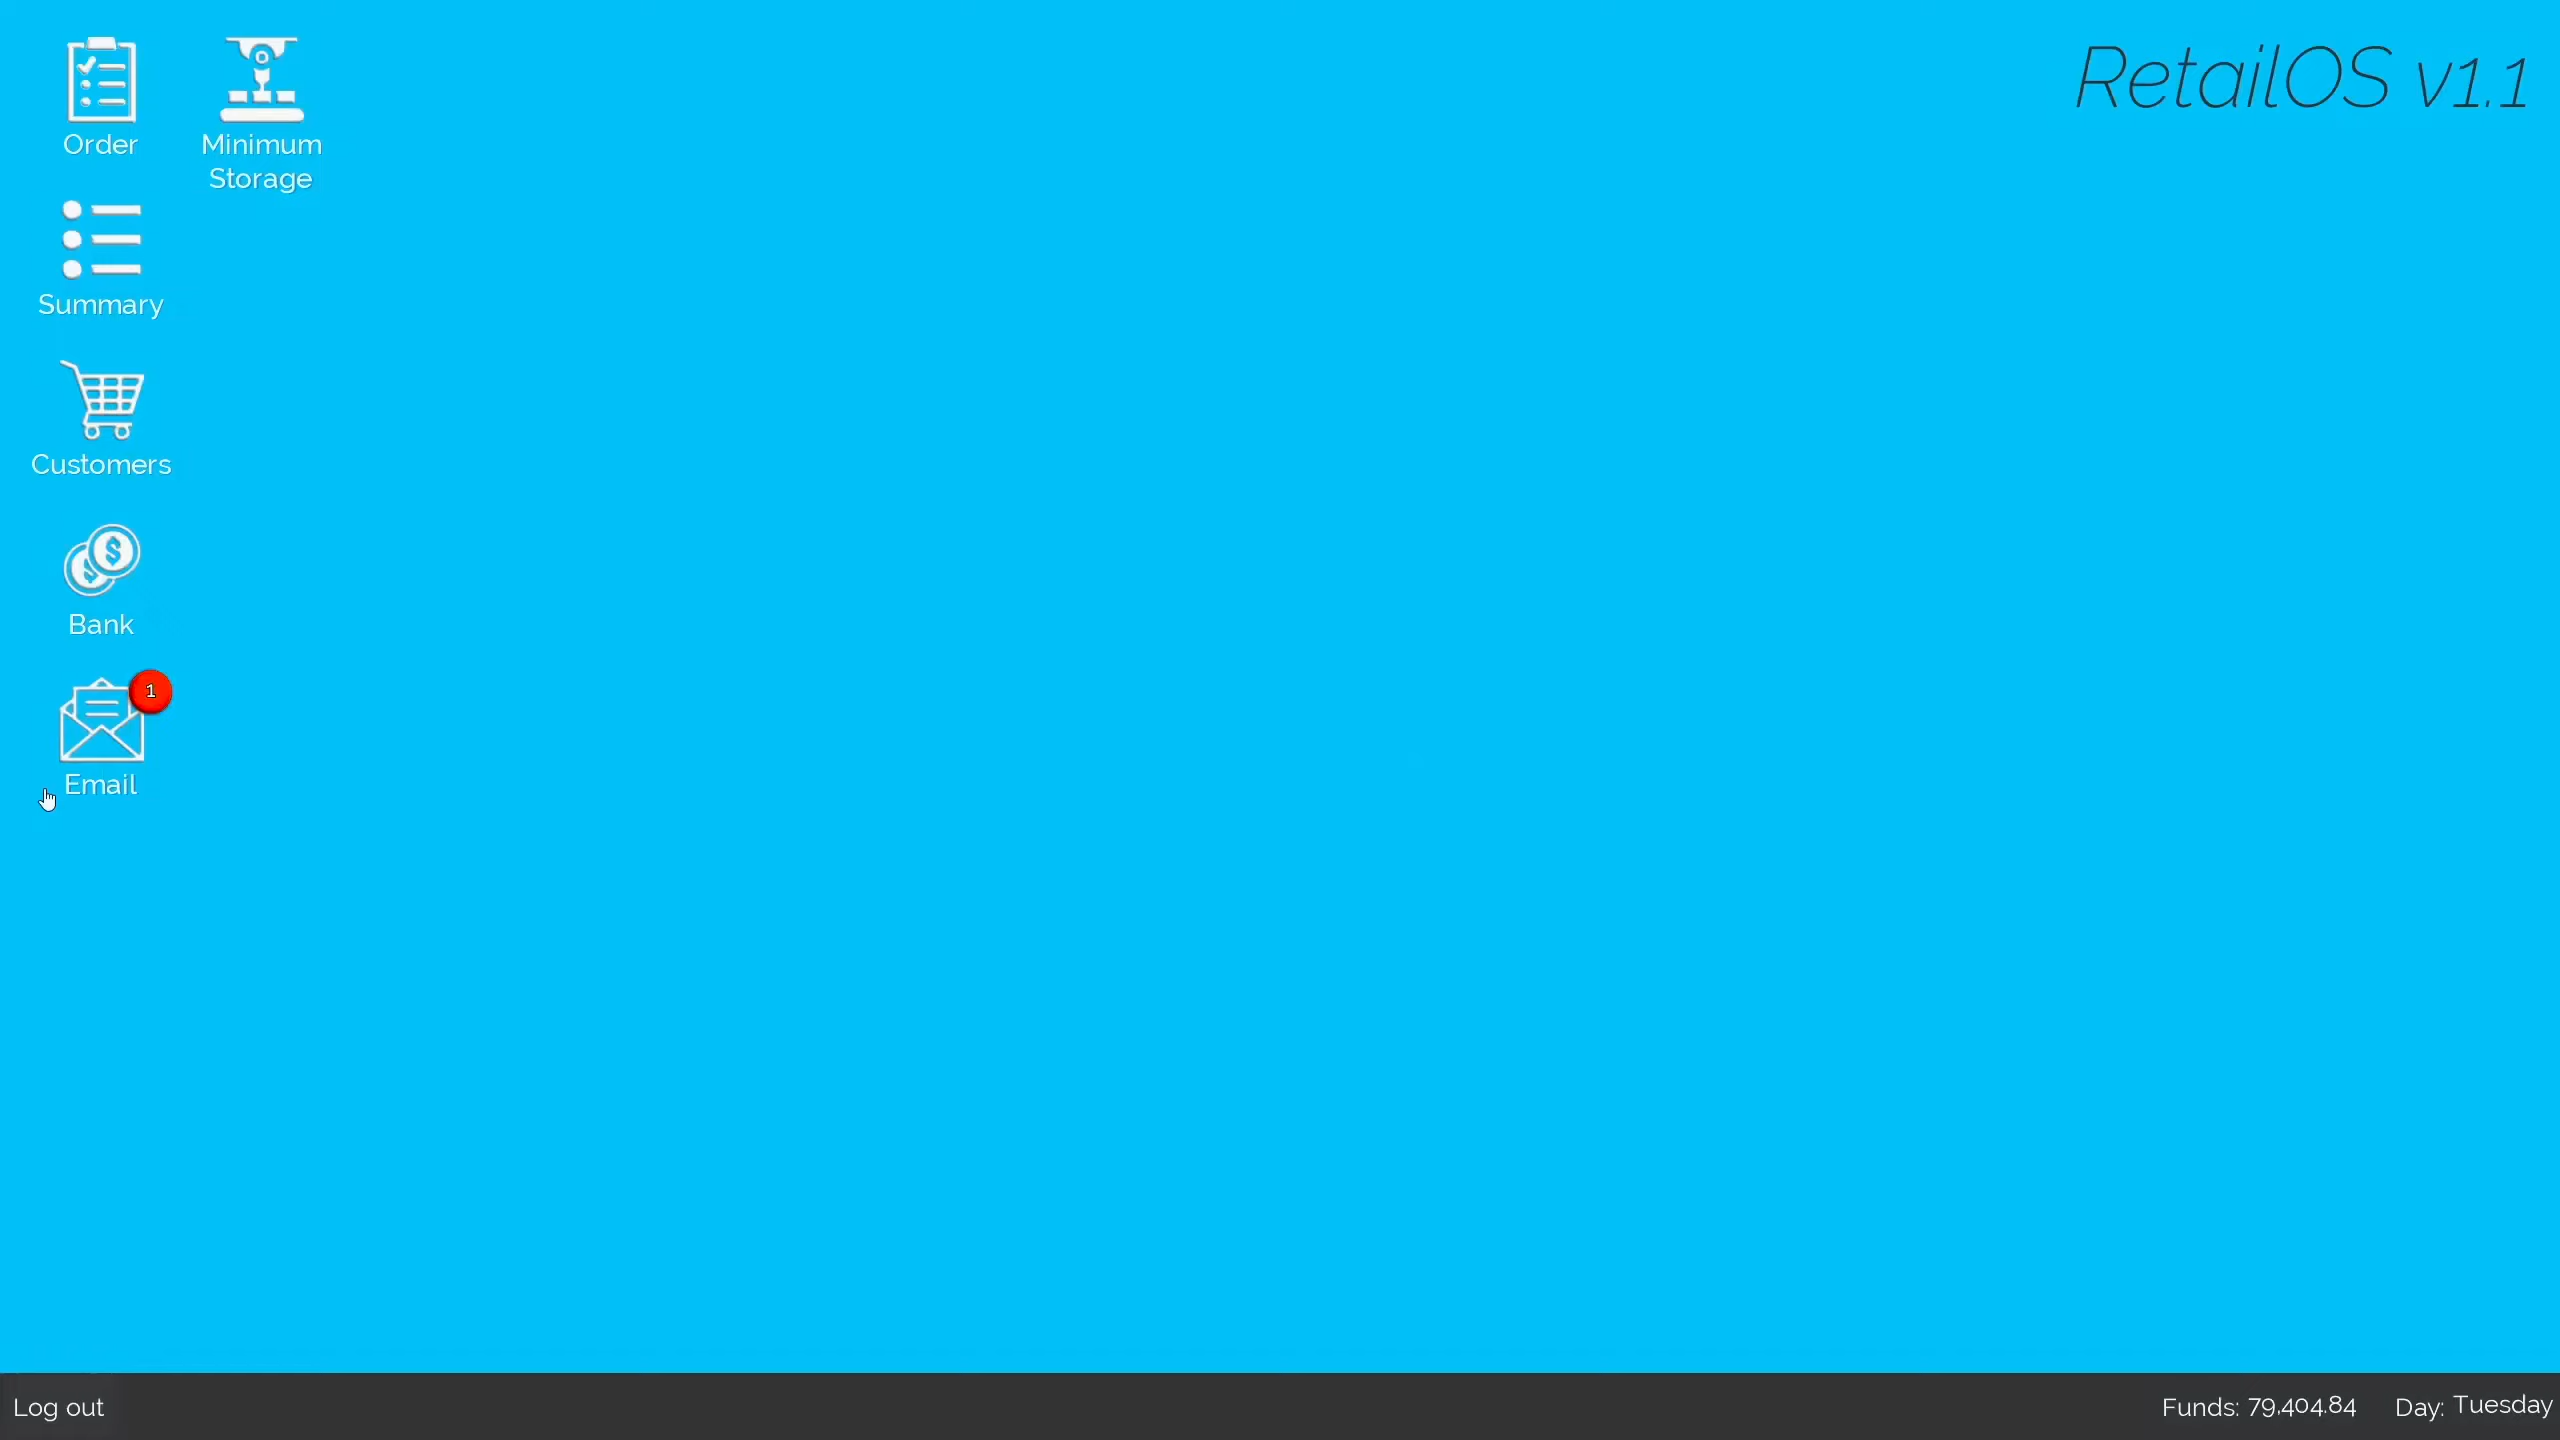 RetailOS v1.1
Order
Minimum
Storage
Summary
Customers
Bank
1
Email
Log out
Funds: 79,404.84
Day: Tuesday